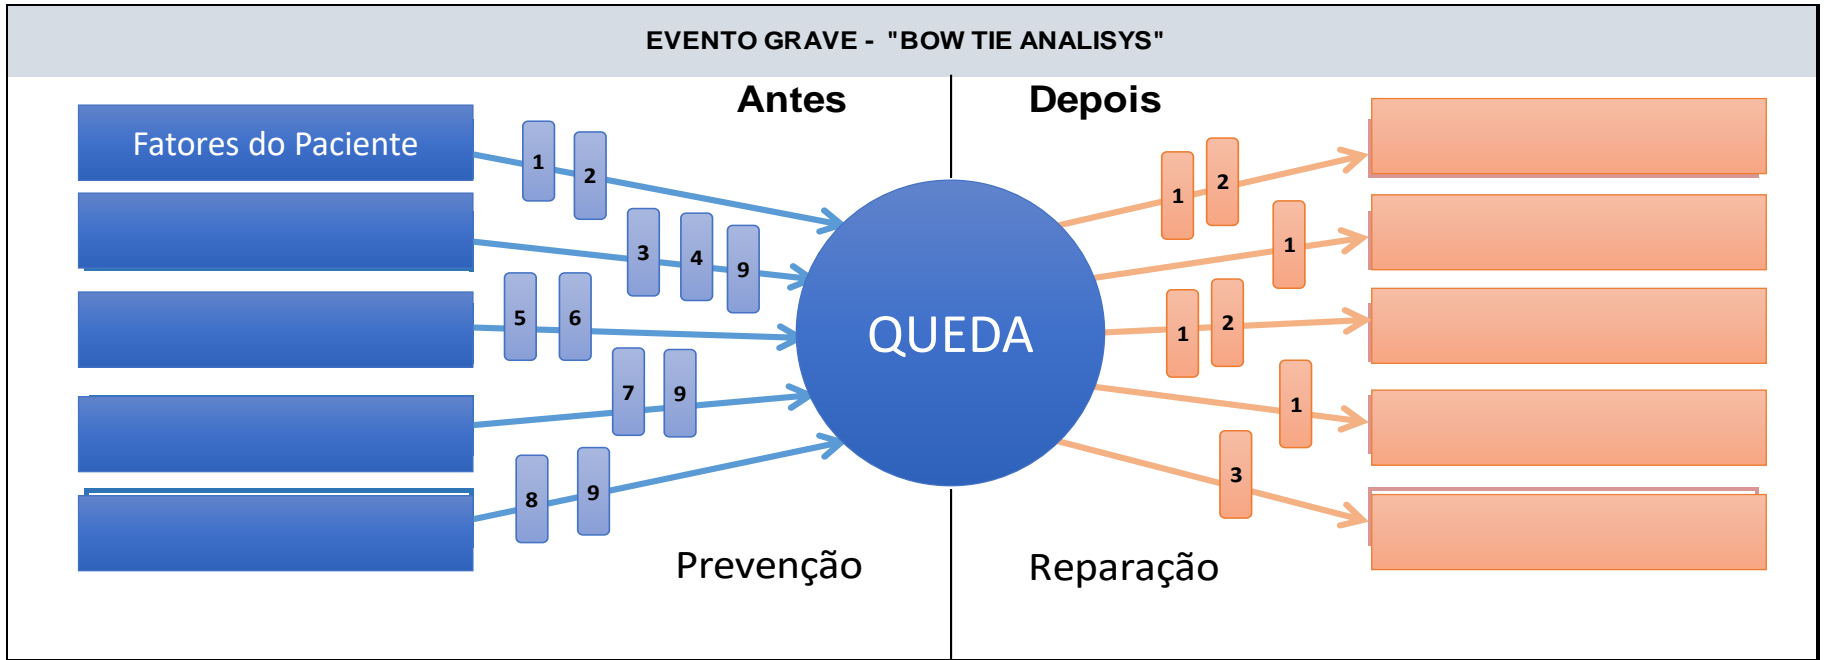 EVENTO GRAVE - "BOW TIE ANALISYS"
Antes
Depois
Fatores do Paciente
1
2
3
4
9
5
6
7
9
8
9
QUEDA
1
2
1
1
2
1
3
Prevenção
Reparação